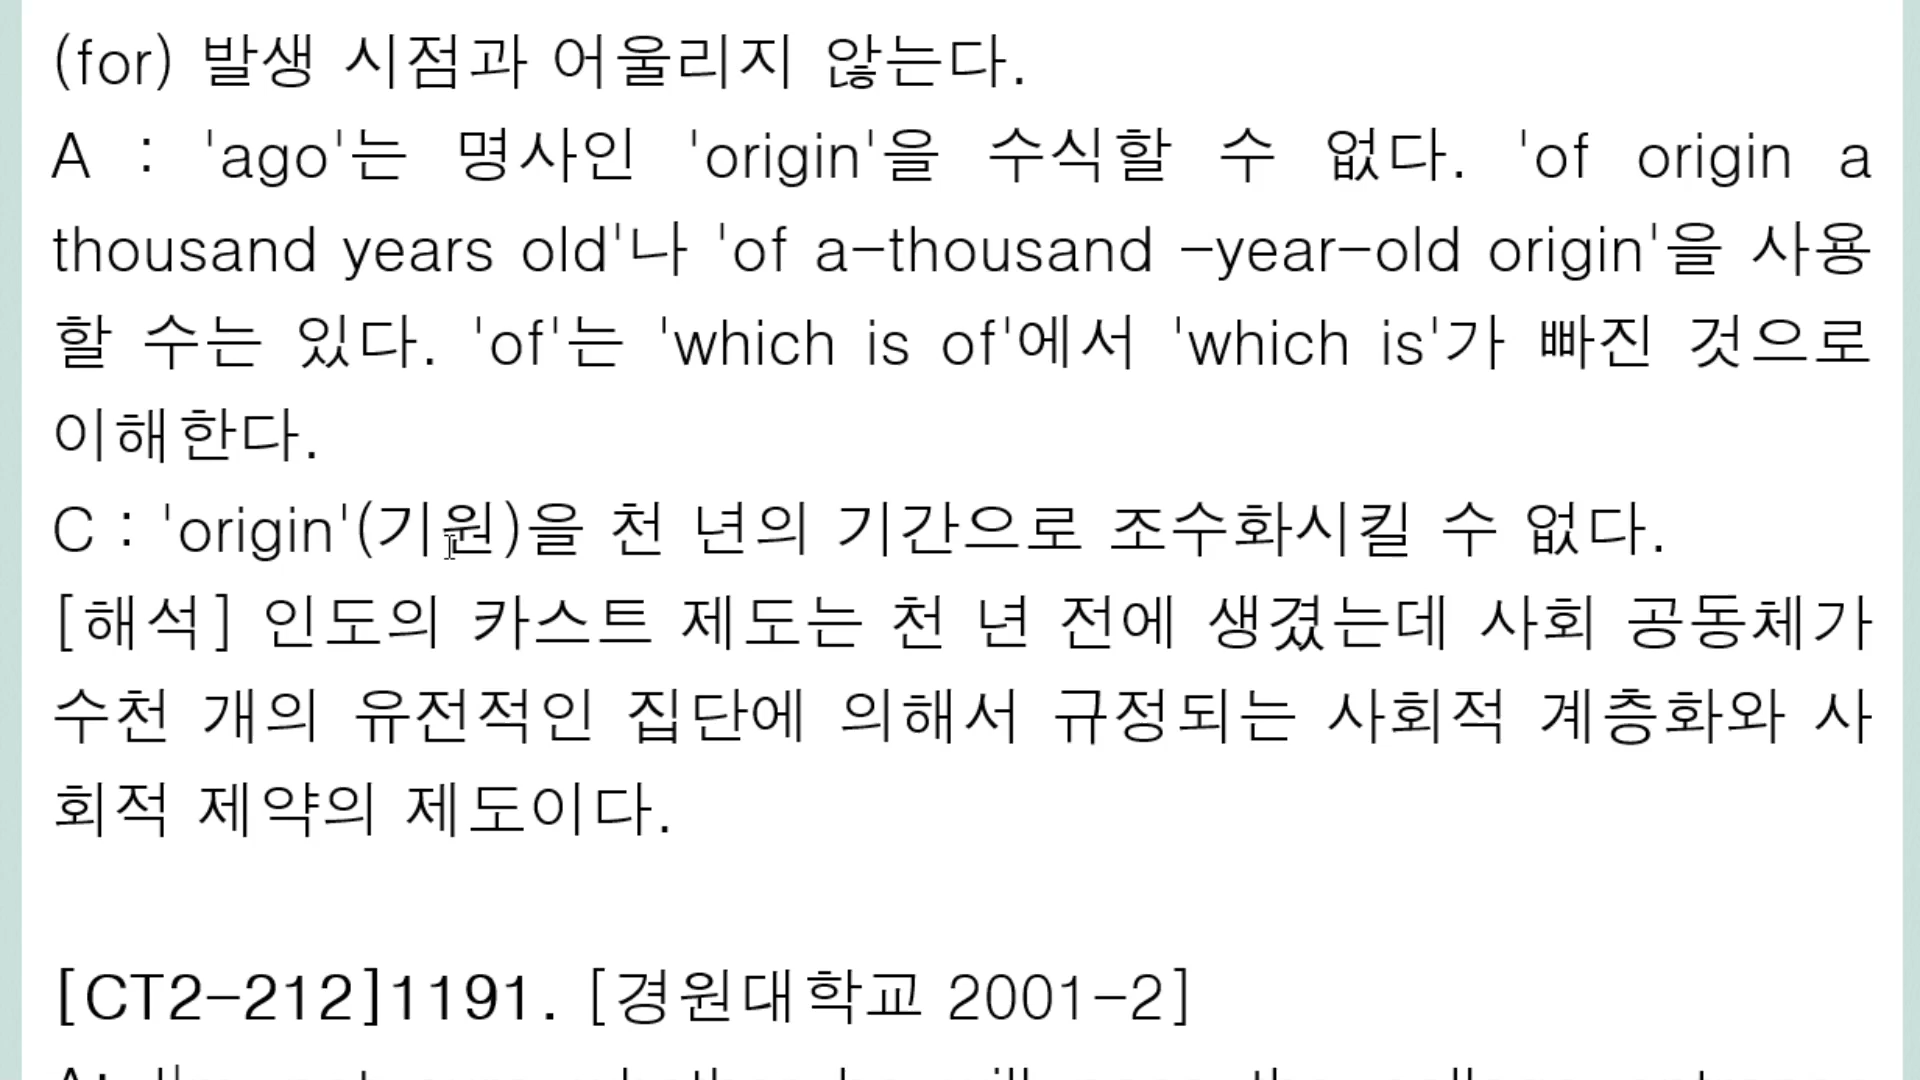 (for) 발생 시점과 어울리지 않는다.
A : 'ago'는 명사인 'origin'을 수식할 수 없다. 'of origin a
thousand years old'나 'of a-thousand -year-old origin'을 사용
할 수는 있다. 'of'는 'which is of'에서 'which is'가 빠진 것으로
이해한다.
C : 'origin'(기원)을 천 년의 기간으로 조수화시킬 수 없다.
[해석] 인도의 카스트 제도는 천 년 전에 생겼는데 사회 공동체가
수천 개의 유전적인 집단에 의해서 규정되는 사회적 계층화와 사
회적 제약의 제도이다.
[CT2-212]1191. [경원대학교 2001-2]